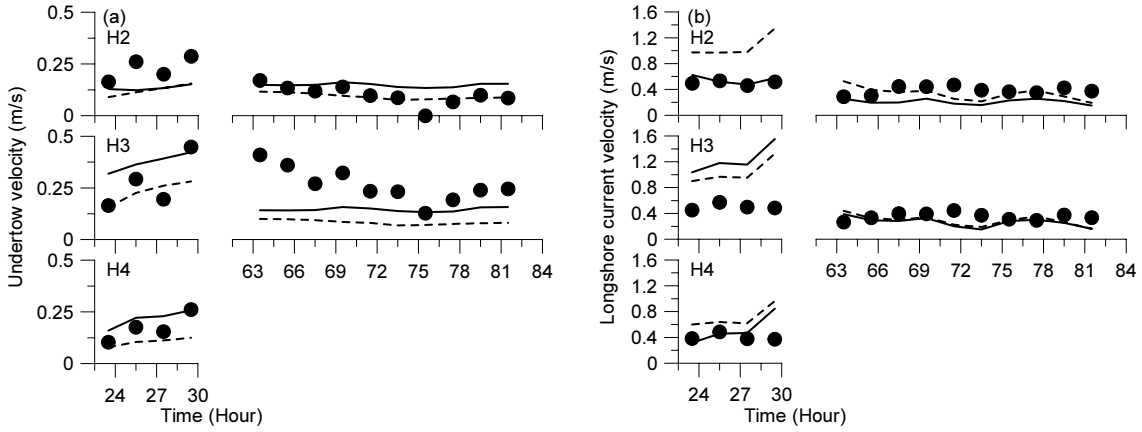 (a)
H2
0.5
0.25
0
H3
0.5
0.25
0
63 66 69 72 75 78 81 84
H4
0.5
0.25
0
24 27 30
Time (Hour)
Undertow velocity (m/s)
(b)
H2
1.6
1.2
0.8
0.4
0
H3
1.6
1.2
0.8
0.4
0
63 66 69 72 75 78 81 84
H4
1.6
1.2
0.8
0.4
0
24 27 30
Time (Hour)
Longshore current velocity (m/s)